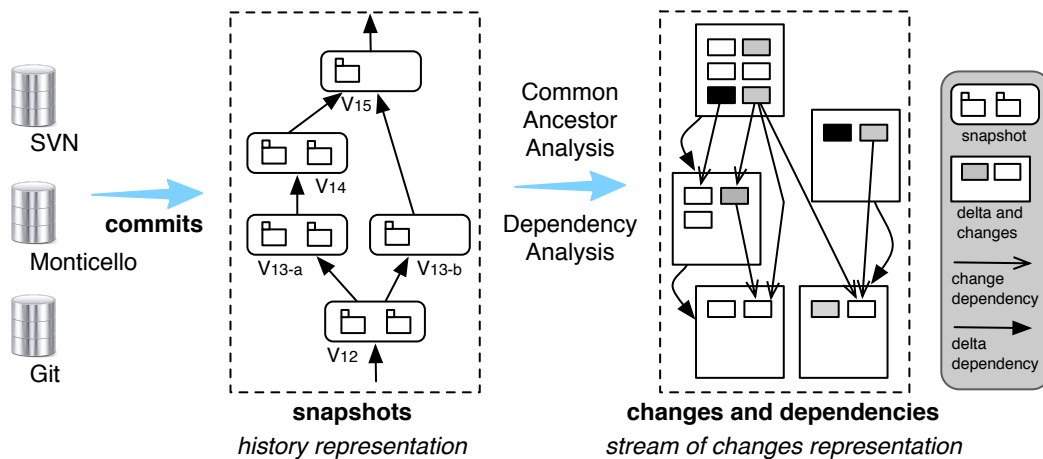 SVN
Monticello
Git
commits
V15
V14
V13-a
V13-b
V12
snapshots
history representation
Common
Ancestor
Analysis
Dependency
Analysis
changes and dependencies
stream of changes representation
snapshot
delta and
changes
change
dependency
delta
dependency